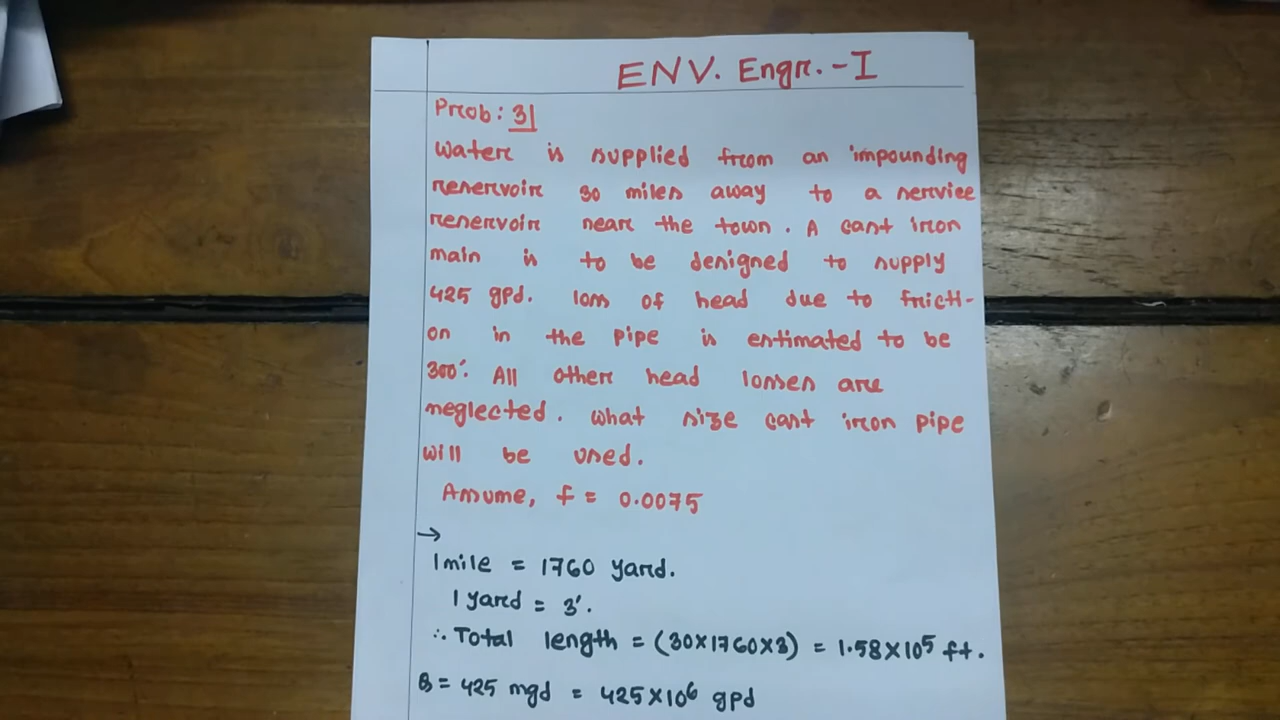 ENV. Engr. - I
Prob: 31
Water is supplied from an impounding
reservoir 30 miles away to a service
reservoir near the town. A cast iron
main is to be designed to supply
425 gpd. loss of head due to fricti-
on in the pipe is estimated to be
300'. All other head losses are
neglected. What size cast iron pipe
will be used.
Assume, f = 0.0075
→
1 mile = 1760 yard.
1 yard = 3'.
∴ Total length = (30×1760×3) = 1.58×10⁵ ft.
Q = 425 mgd = 425×10⁶ gpd